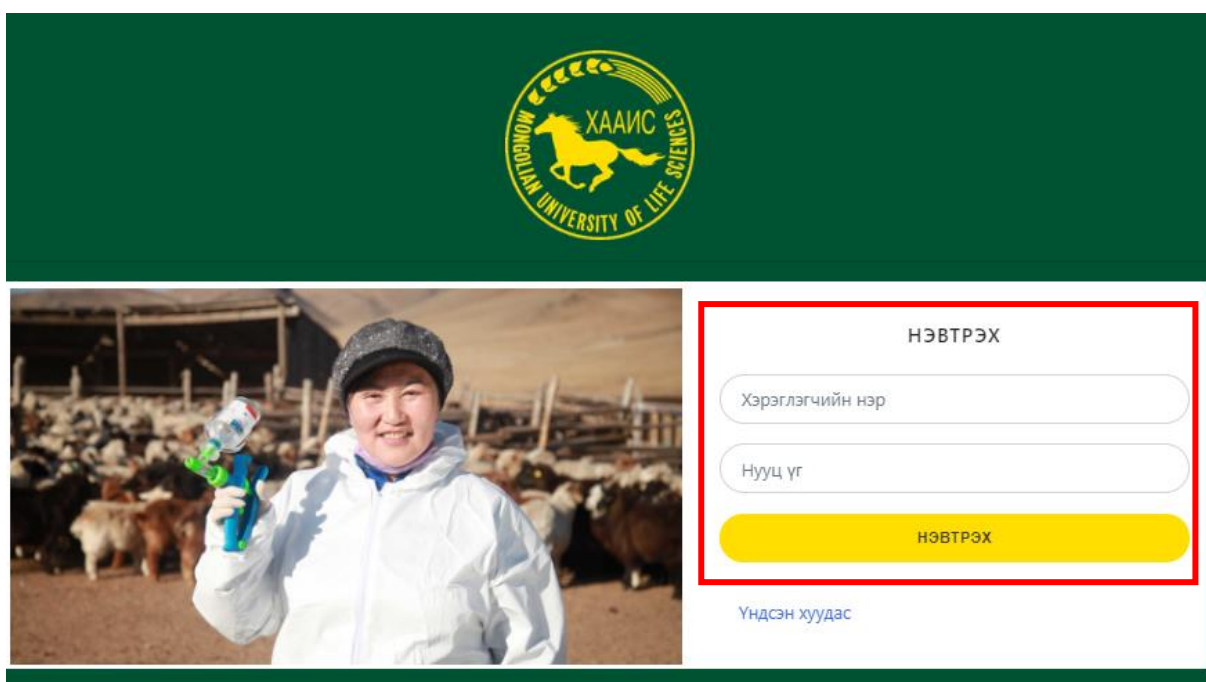 ХААИС
MONGOLIAN UNIVERSITY OF LIFE SCIENCES
НЭВТРЭХ
Хэрэглэгчийн нэр
Нууц үг
НЭВТРЭХ
Үндсэн хуудас